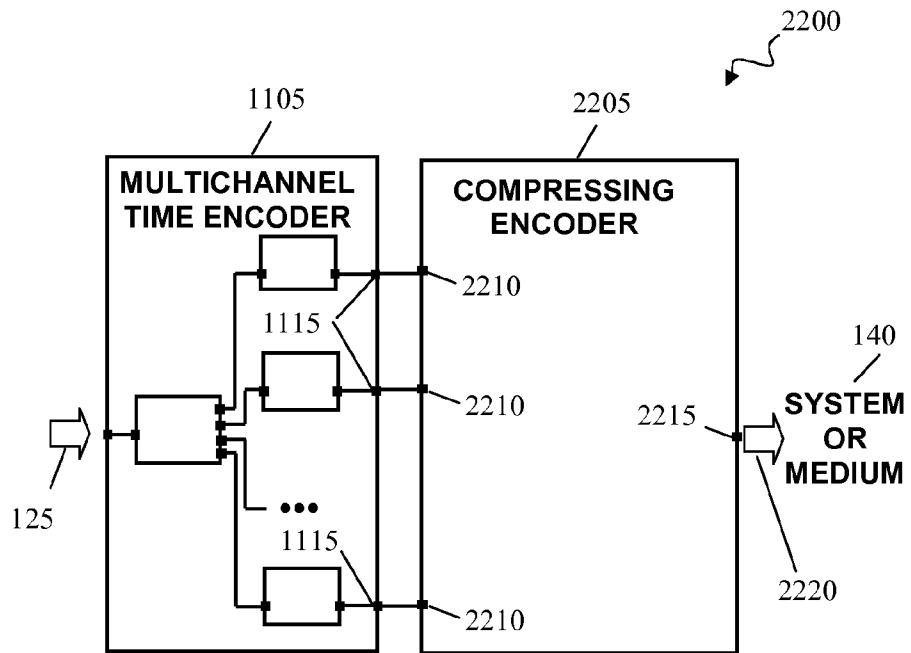 2200
1105
2205
MULTICHANNEL
TIME ENCODER
COMPRESSING
ENCODER
2210
1115
140
2210
2215
SYSTEM
OR
MEDIUM
125
•••
1115
2220
2210